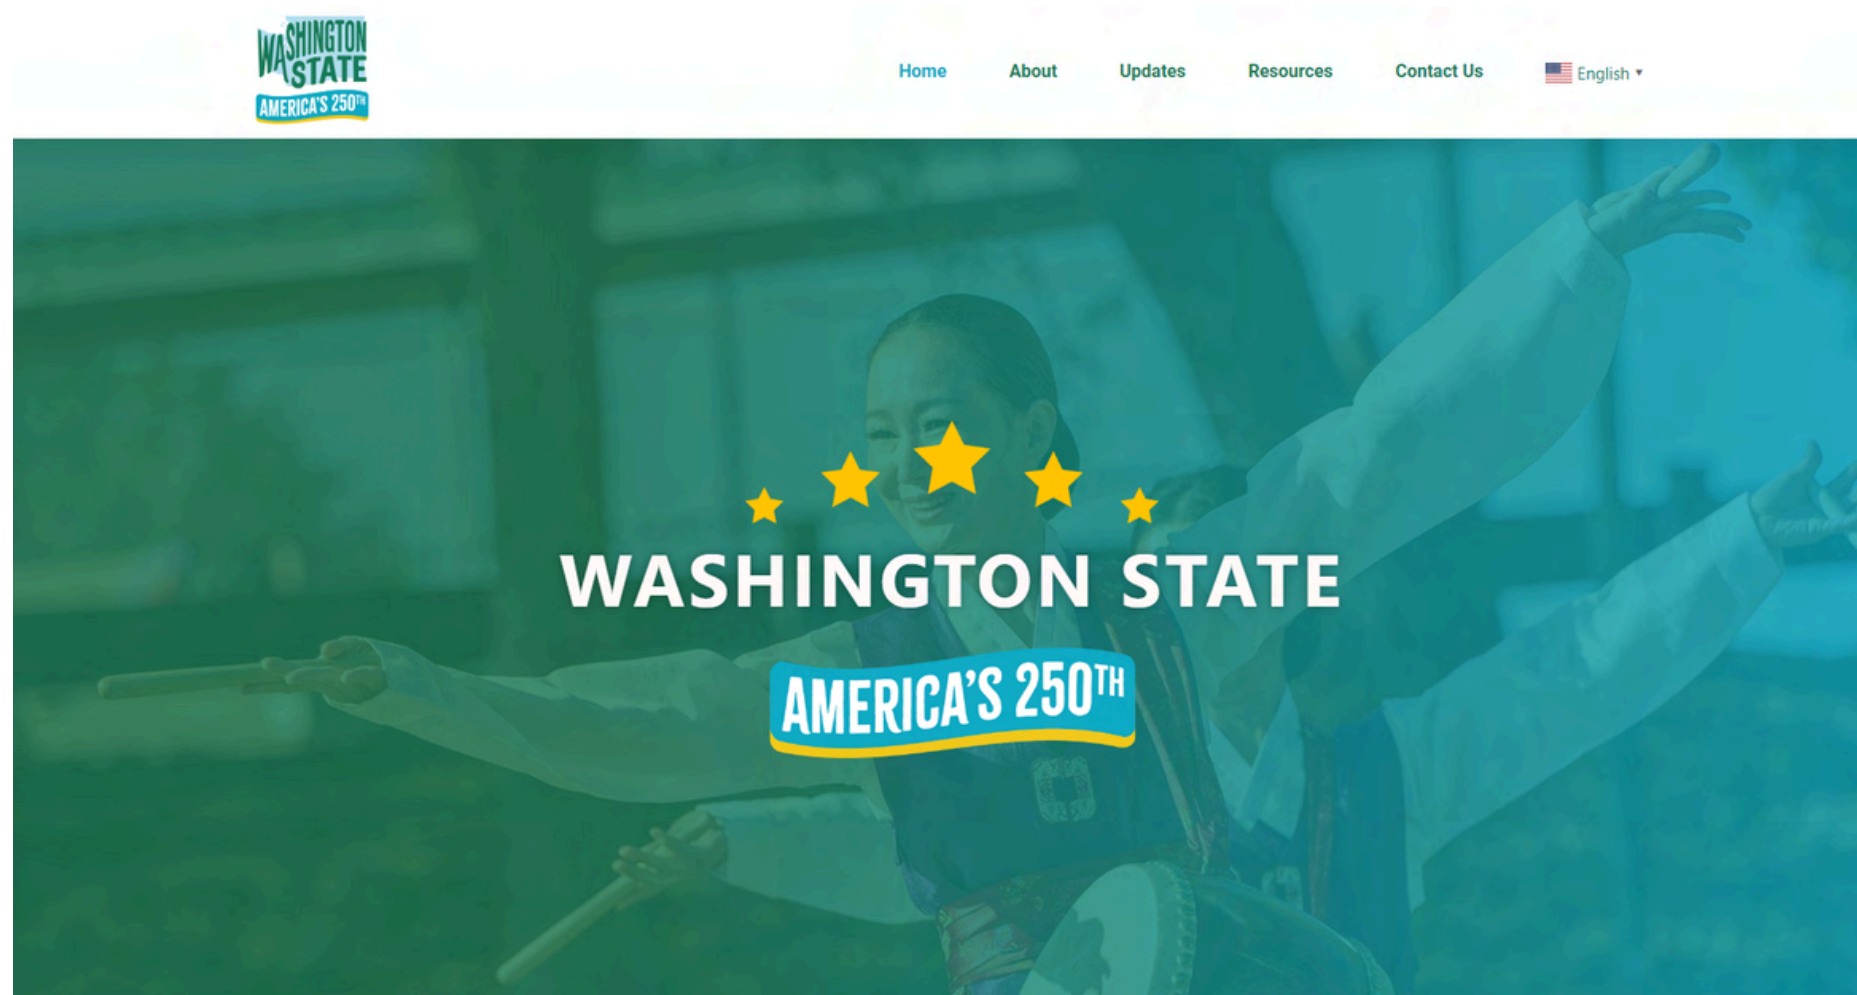 WASHINGTON
STATE
AMERICA'S 250TH
Home About Updates Resources Contact Us English ▼
WASHINGTON STATE
AMERICA'S 250TH